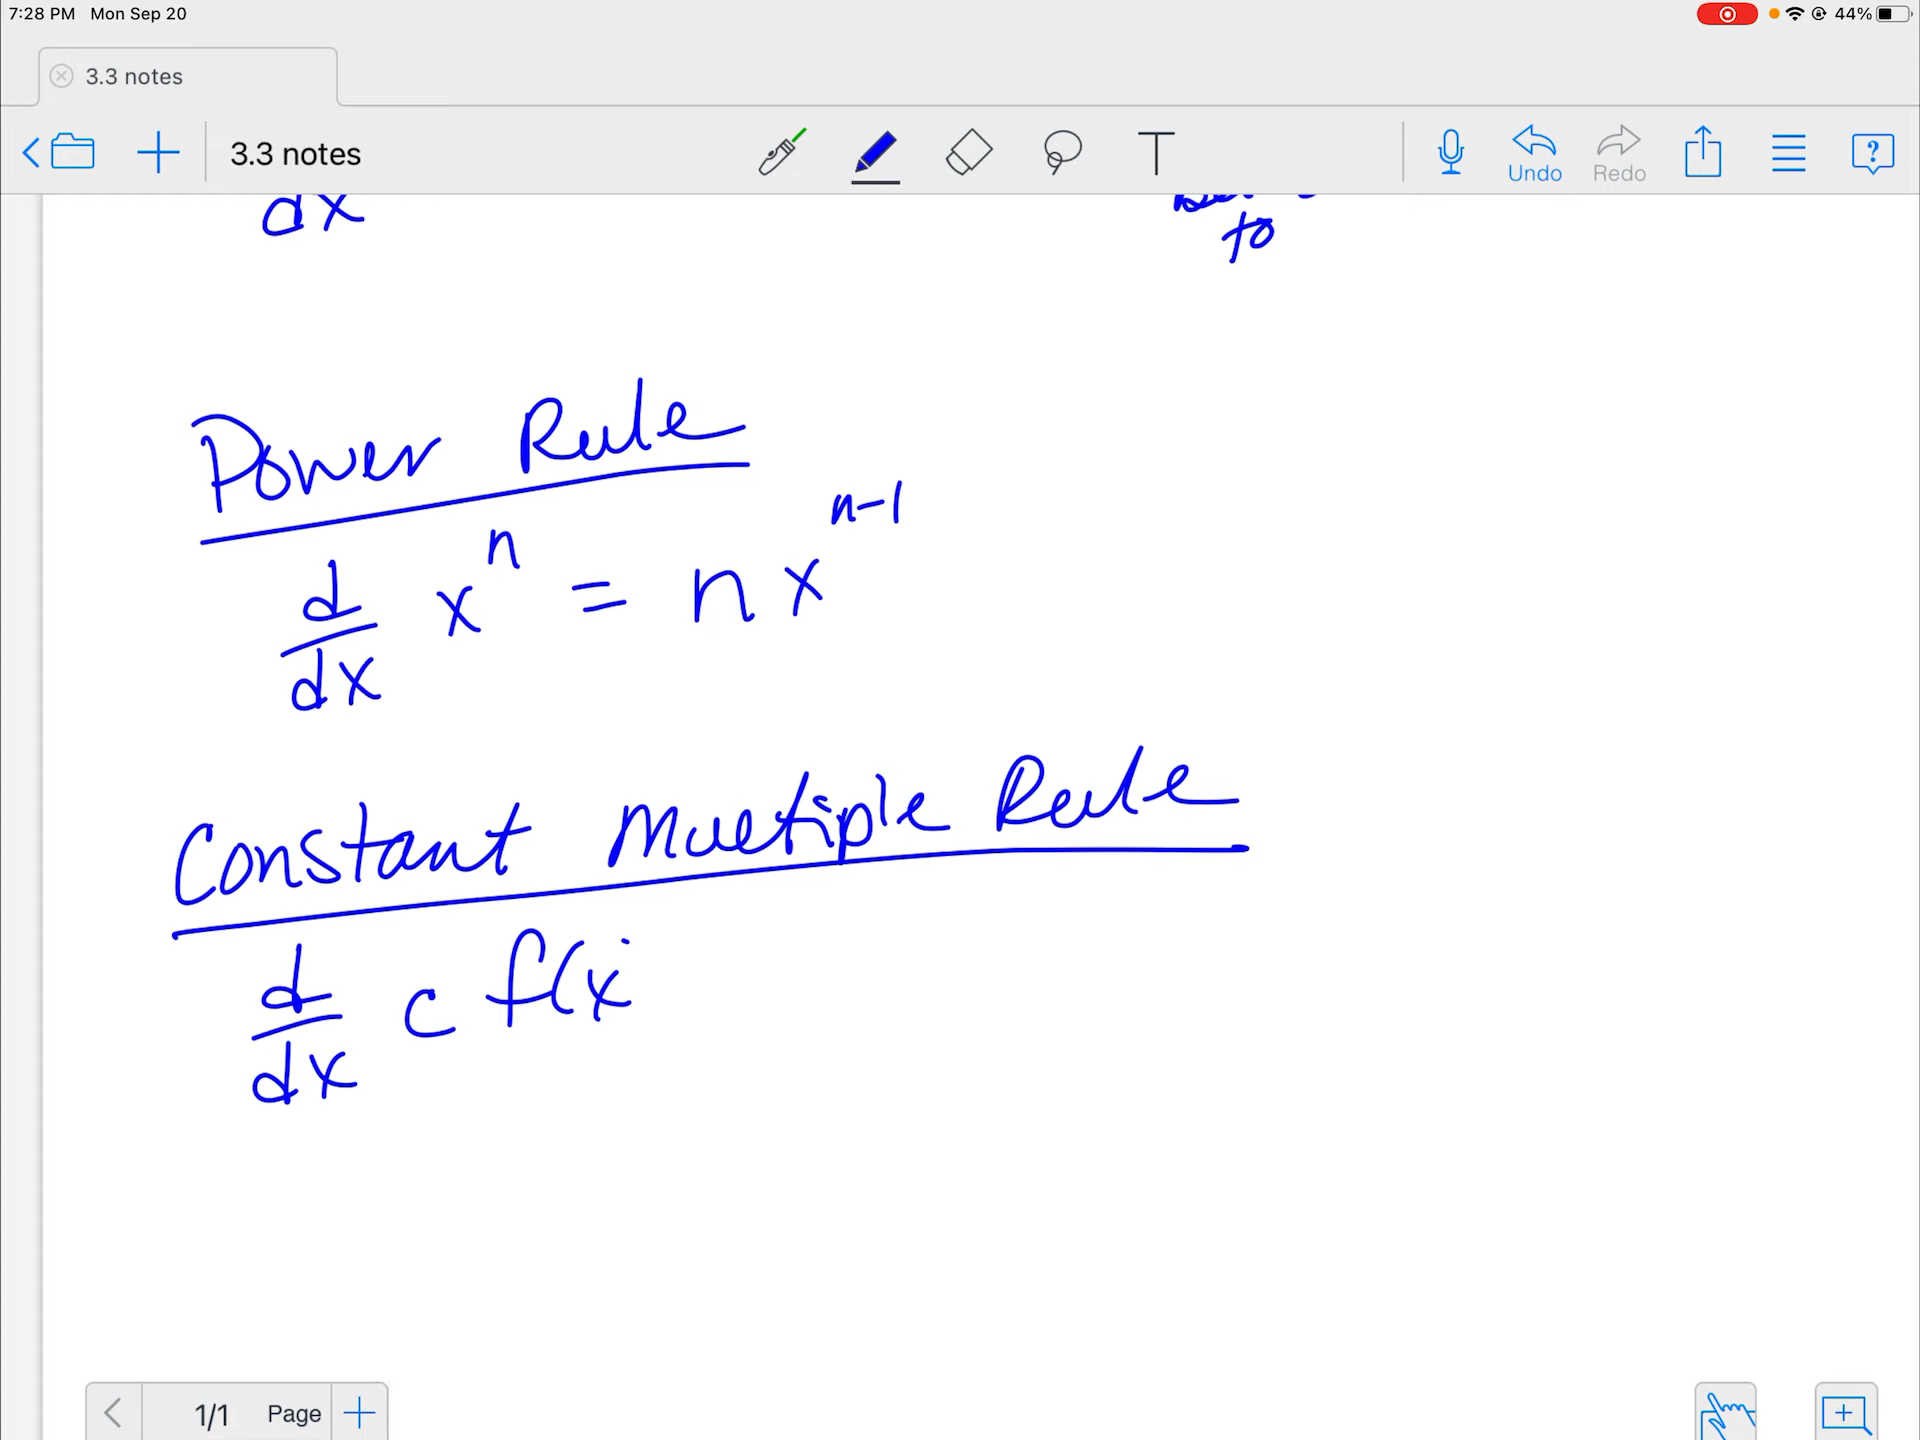 7:28 PM Mon Sep 20 44%
3.3 notes
3.3 notes T Undo Redo ?
dx
to
Power Rule
d/dx x^n = n x^(n-1)
Constant Multiple Rule
d/dx c f(x
1/1 Page